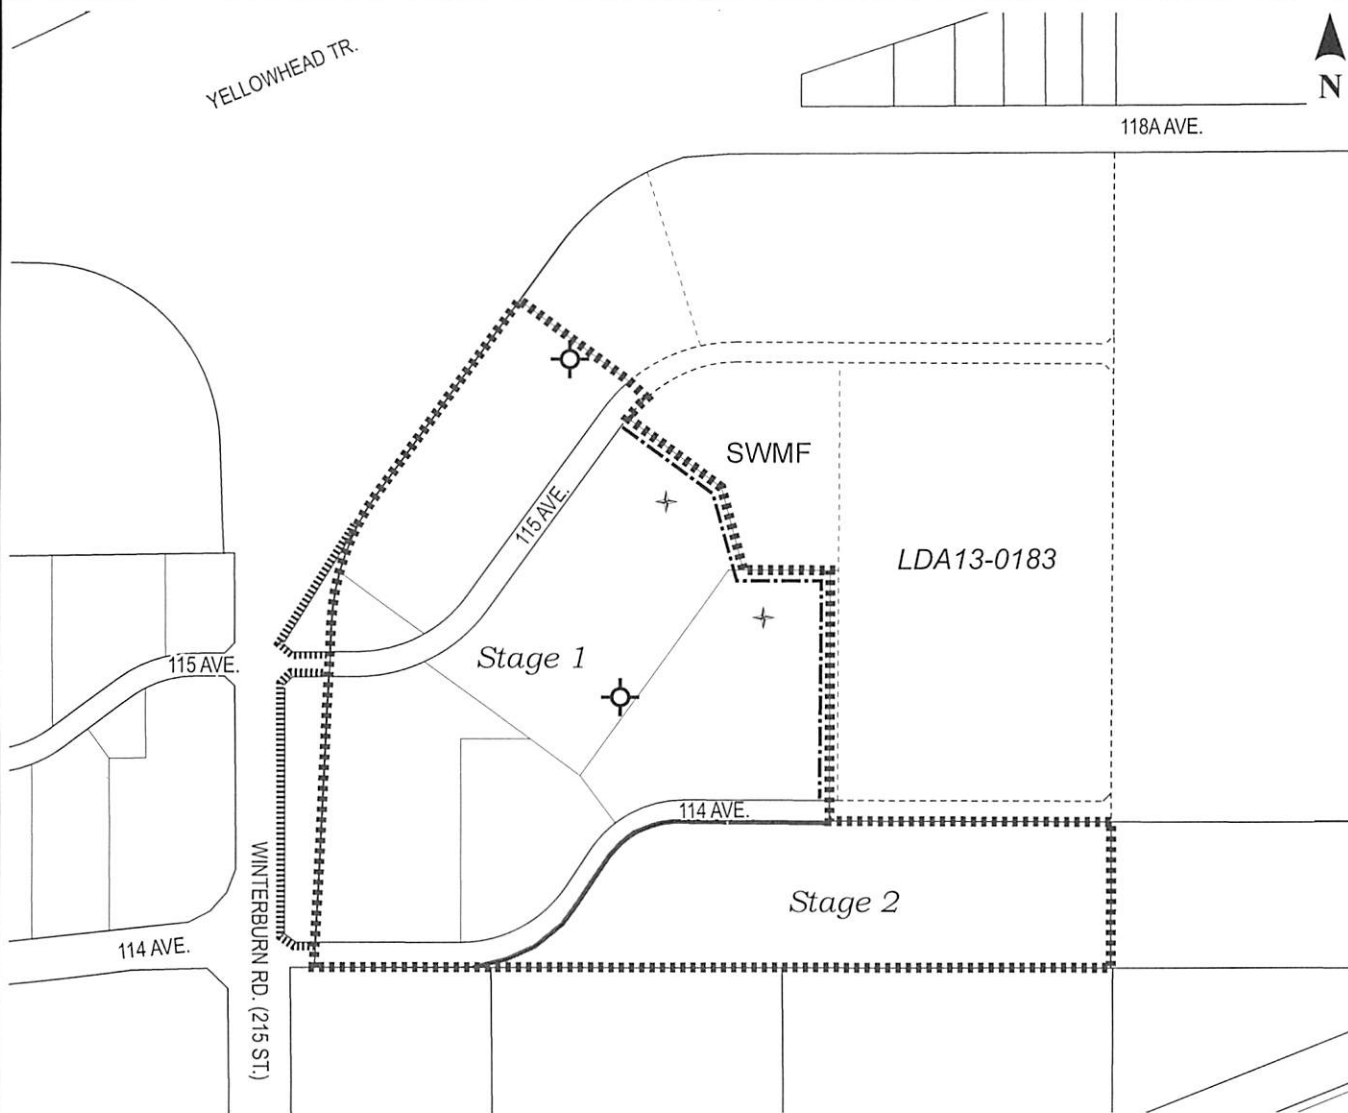 YELLOWHEAD TR.
N
118A AVE.
SWMF
115 AVE.
LDA13-0183
Stage 1
115 AVE.
114 AVE.
Stage 2
114 AVE.
WINTERBURN RD. (215 ST.)